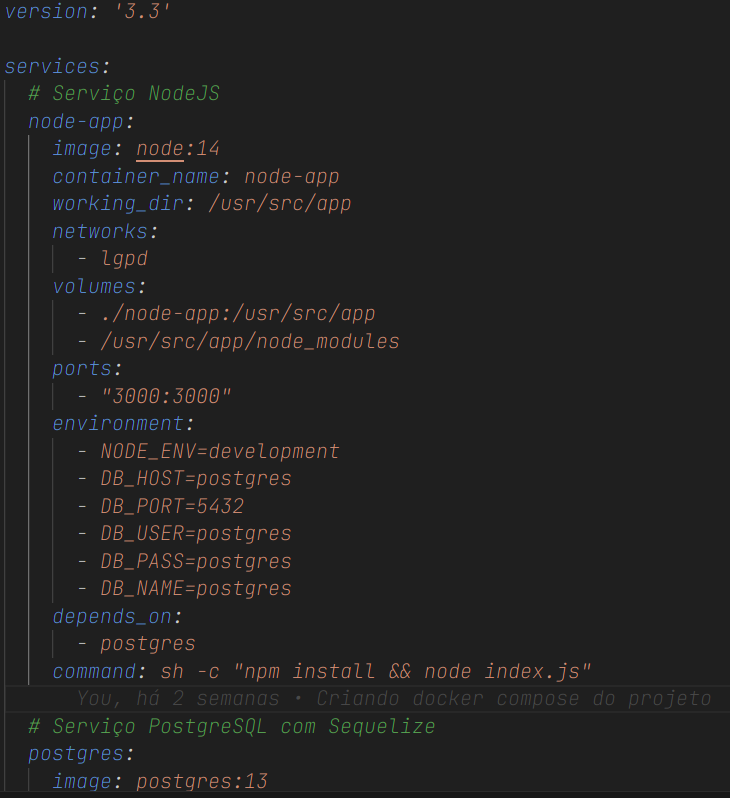 version: '3.3'
services:
# Serviço NodeJS
node-app:
image: node:14
container_name: node-app
working_dir: /usr/src/app
networks:
- lgpd
volumes:
- ./node-app:/usr/src/app
- /usr/src/app/node_modules
ports:
- "3000:3000"
environment:
- NODE_ENV=development
- DB_HOST=postgres
- DB_PORT=5432
- DB_USER=postgres
- DB_PASS=postgres
- DB_NAME=postgres
depends_on:
- postgres
command: sh -c "npm install && node index.js"
You, há 2 semanas • Criando docker compose do projeto
# Serviço PostgreSQL com Sequelize
postgres:
image: postgres:13